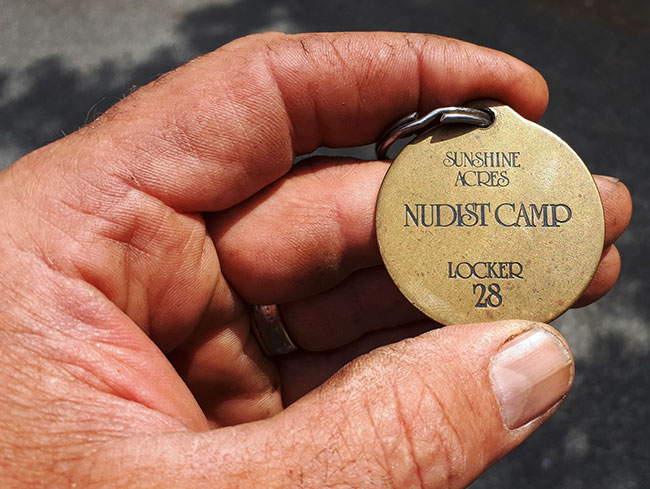 SUNSHINE
ACRES
NUDIST CAMP
LOCKER
28